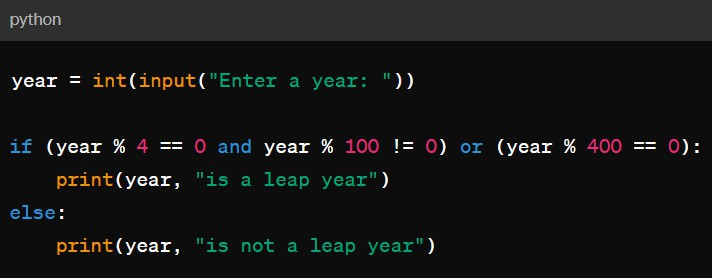 python
year = int(input("Enter a year: "))
if (year % 4 == 0 and year % 100 != 0) or (year % 400 == 0):
    print(year, "is a leap year")
else:
    print(year, "is not a leap year")